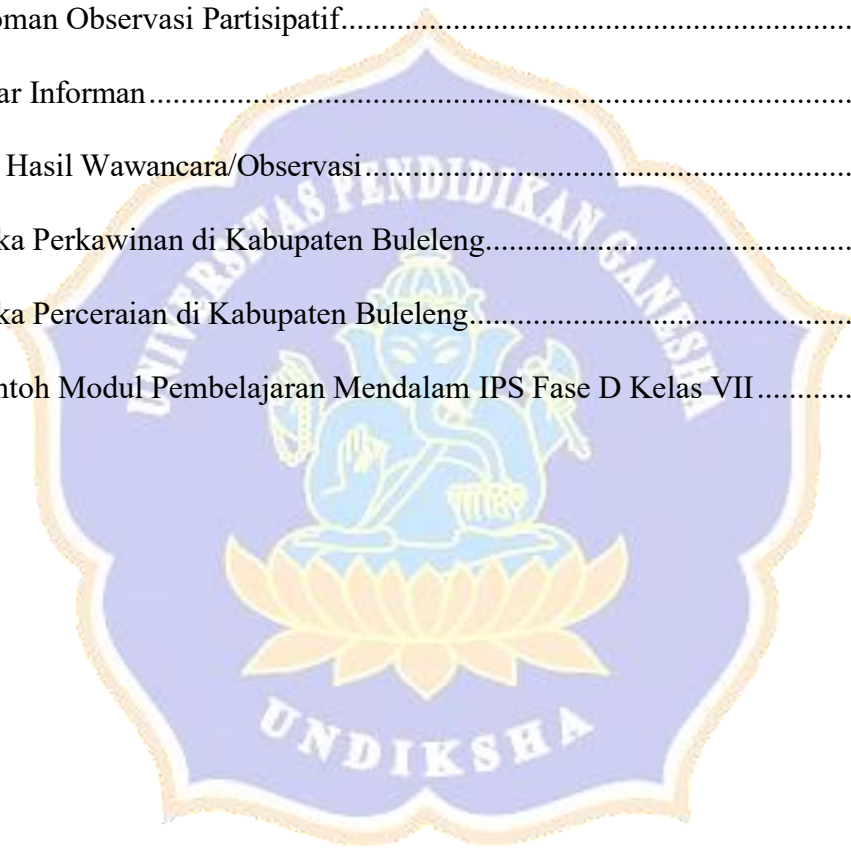 oman Observasi Partisipatif...................................................................
ar Informan.............................................................................................
Hasil Wawancara/Observasi................................................................
ka Perkawinan di Kabupaten Buleleng................................................
ka Perceraian di Kabupaten Buleleng..................................................
ntoh Modul Pembelajaran Mendalam IPS Fase D Kelas VII............
UNIVERSITAS PENDIDIKAN GANESHA
UNDIKSHA